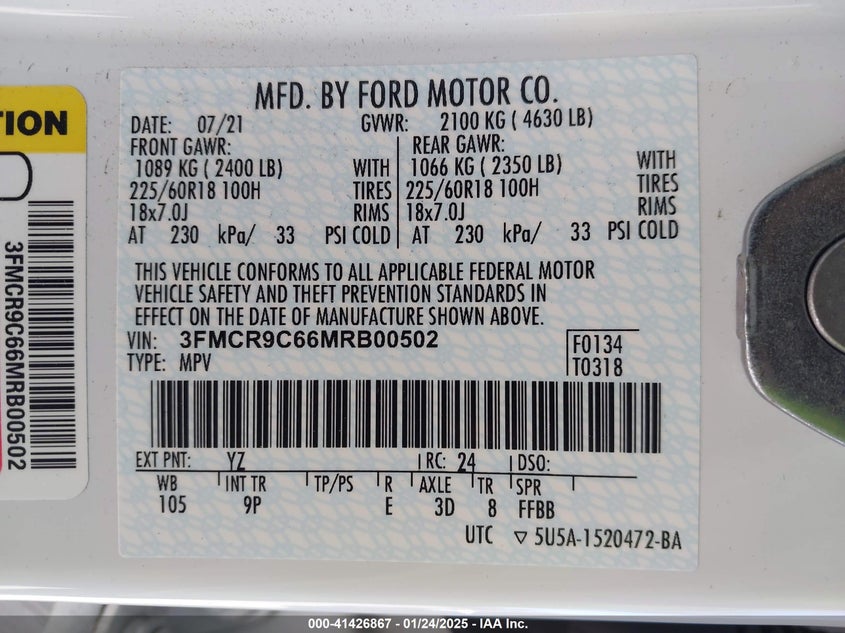 TION
3FMCR9C66MRB00502
MFD. BY FORD MOTOR CO.
DATE: 07/21 GVWR: 2100 KG ( 4630 LB)
FRONT GAWR: REAR GAWR:
1089 KG ( 2400 LB) WITH 1066 KG ( 2350 LB) WITH
225/60R18 100H TIRES 225/60R18 100H TIRES
18x7.0J RIMS 18x7.0J RIMS
AT 230 kPa/ 33 PSI COLD AT 230 kPa/ 33 PSI COLD
THIS VEHICLE CONFORMS TO ALL APPLICABLE FEDERAL MOTOR
VEHICLE SAFETY AND THEFT PREVENTION STANDARDS IN
EFFECT ON THE DATE OF MANUFACTURE SHOWN ABOVE.
VIN: 3FMCR9C66MRB00502 F0134
TYPE: MPV T0318
EXT PNT: YZ RC: 24 DSO:
WB INT TR TP/PS R AXLE TR SPR
105 9P E 3D 8 FFBB
UTC ▽ 5U5A-1520472-BA
000-41426867 - 01/24/2025 - IAA Inc.